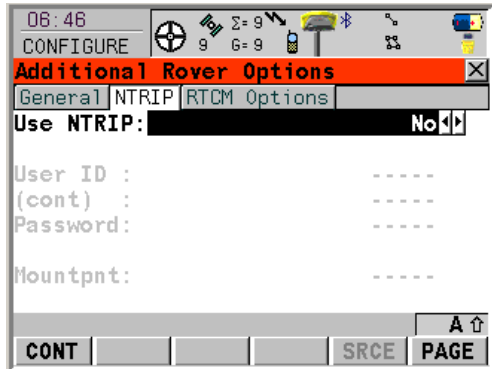 06:46
CONFIGURE
9
Σ= 9
G= 9
Additional Rover Options
General NTRIP RTCM Options
Use NTRIP: No
User ID : -----
(cont) : -----
Password: -----
Mountpnt: -----
A ⇧
CONT SRCE PAGE